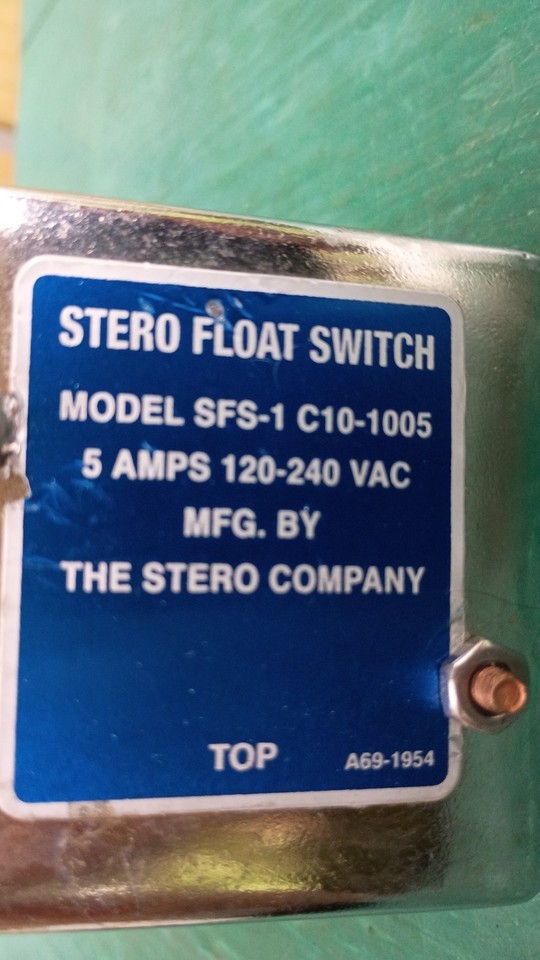 STERO FLOAT SWITCH
MODEL SFS-1 C10-1005
5 AMPS 120-240 VAC
MFG. BY
THE STERO COMPANY
TOP
A69-1954